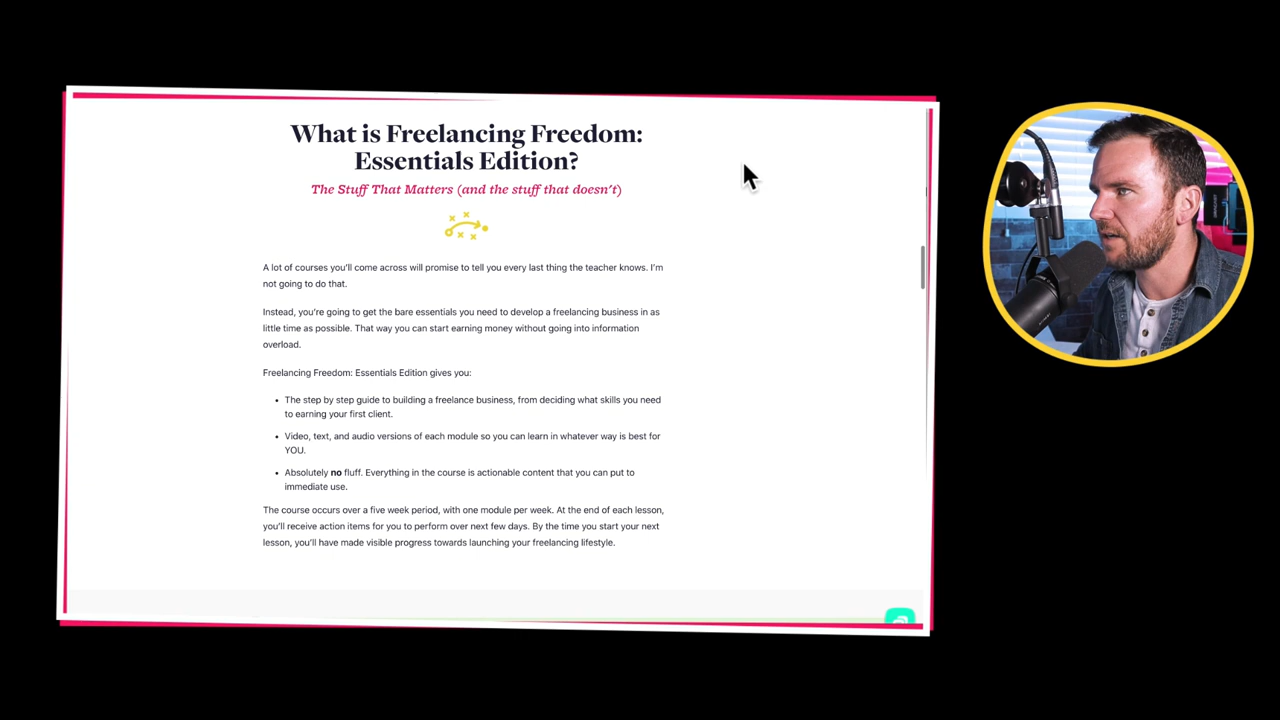 What is Freelancing Freedom:
Essentials Edition?
The Stuff That Matters (and the stuff that doesn't)
A lot of courses you'll come across will promise to tell you every last thing the teacher knows. I'm
not going to do that.
Instead, you're going to get the bare essentials you need to develop a freelancing business in as
little time as possible. That way you can start earning money without going into information
overload.
Freelancing Freedom: Essentials Edition gives you:
• The step by step guide to building a freelance business, from deciding what skills you need
to earning your first client.
• Video, text, and audio versions of each module so you can learn in whatever way is best for
YOU.
• Absolutely no fluff. Everything in the course is actionable content that you can put to
immediate use.
The course occurs over a five week period, with one module per week. At the end of each lesson,
you'll receive action items for you to perform over next few days. By the time you start your next
lesson, you'll have made visible progress towards launching your freelancing lifestyle.